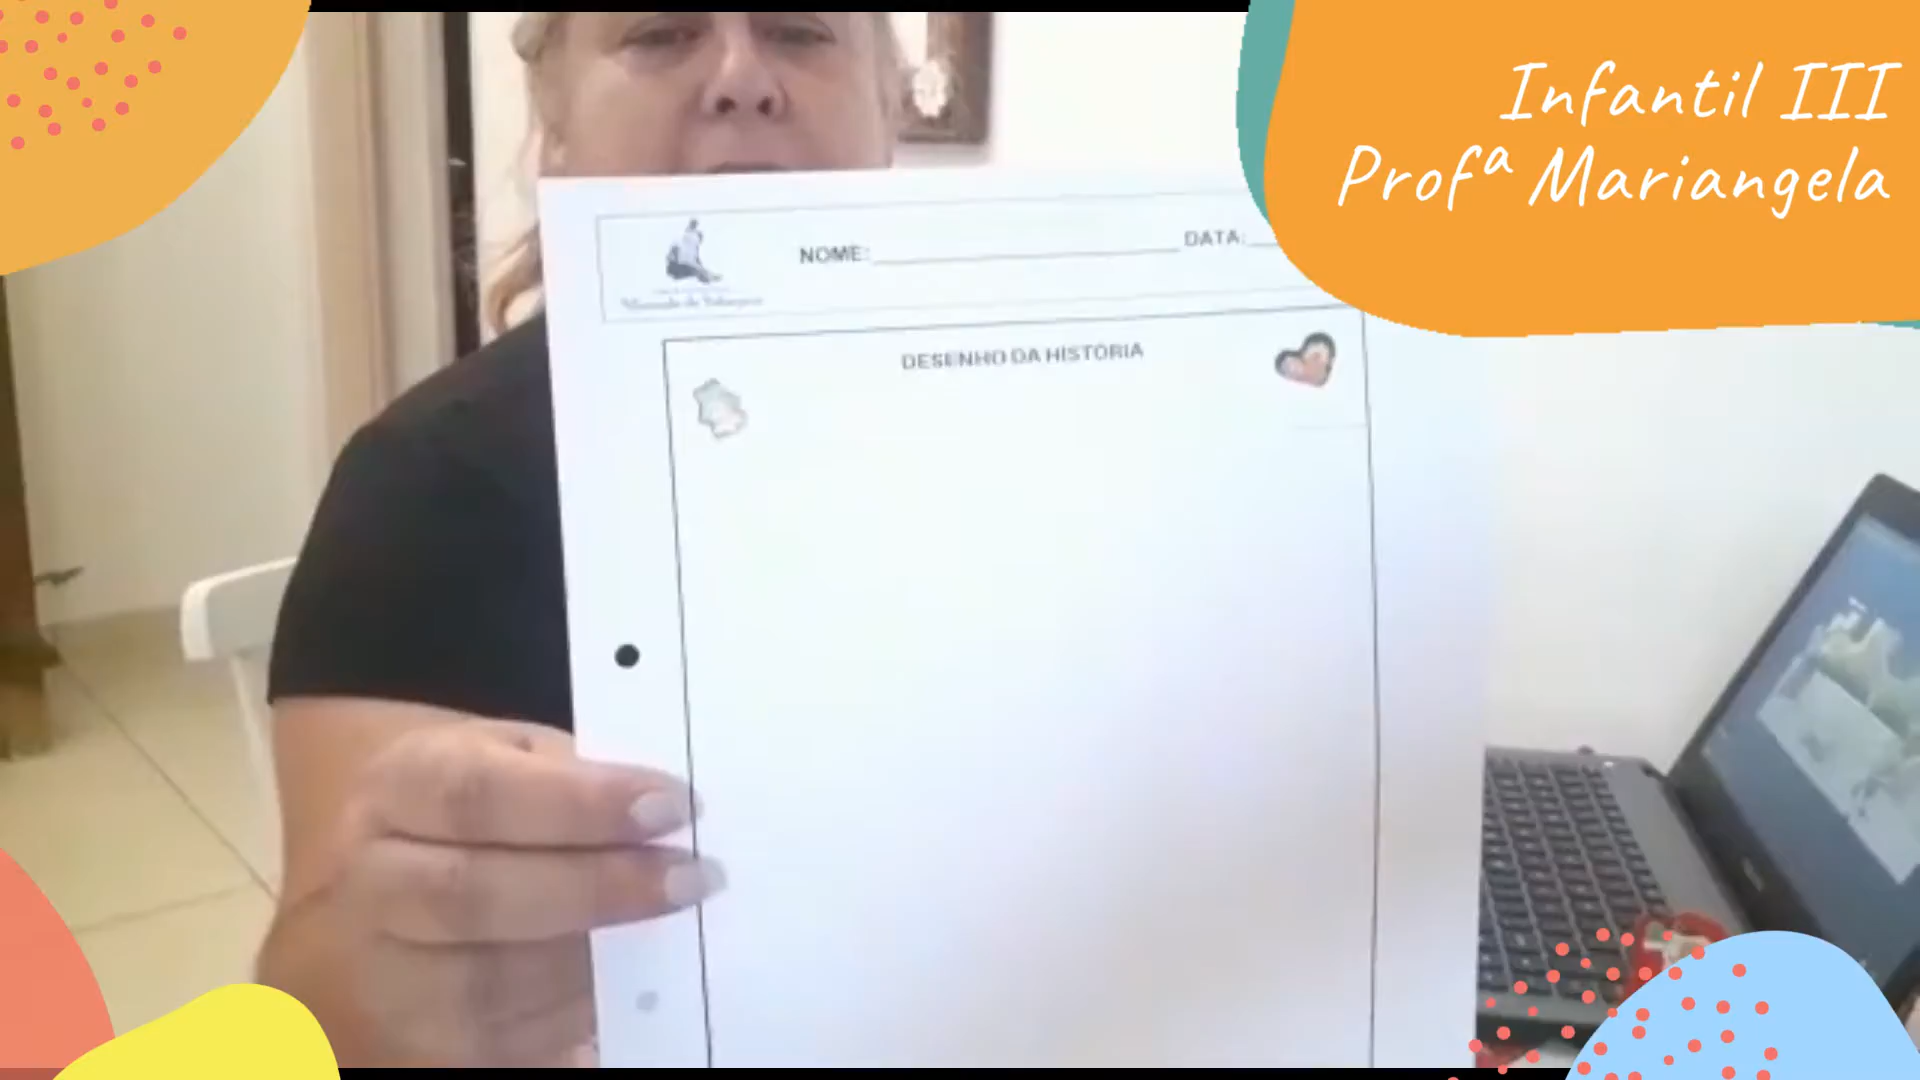 Infantil III
Profª Mariangela
NOME: DATA:
DESENHO DA HISTÓRIA